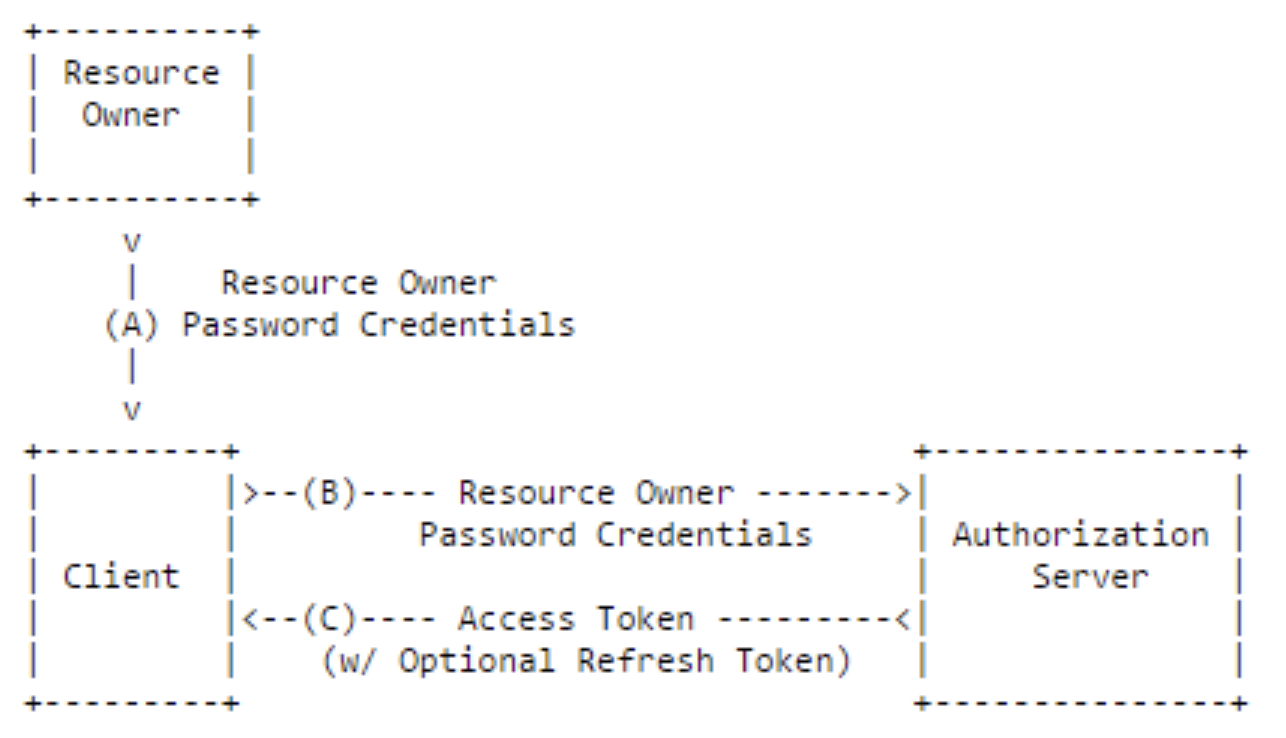 +----------+
| Resource |
|  Owner   |
|          |
+----------+
     v
     |    Resource Owner
    (A) Password Credentials
     |
     v
+---------+                                  +---------------+
|         |>--(B)---- Resource Owner ------->|               |
|         |         Password Credentials     | Authorization |
| Client  |                                  |     Server    |
|         |<--(C)---- Access Token ---------<|               |
|         |    (w/ Optional Refresh Token)   |               |
+---------+                                  +---------------+